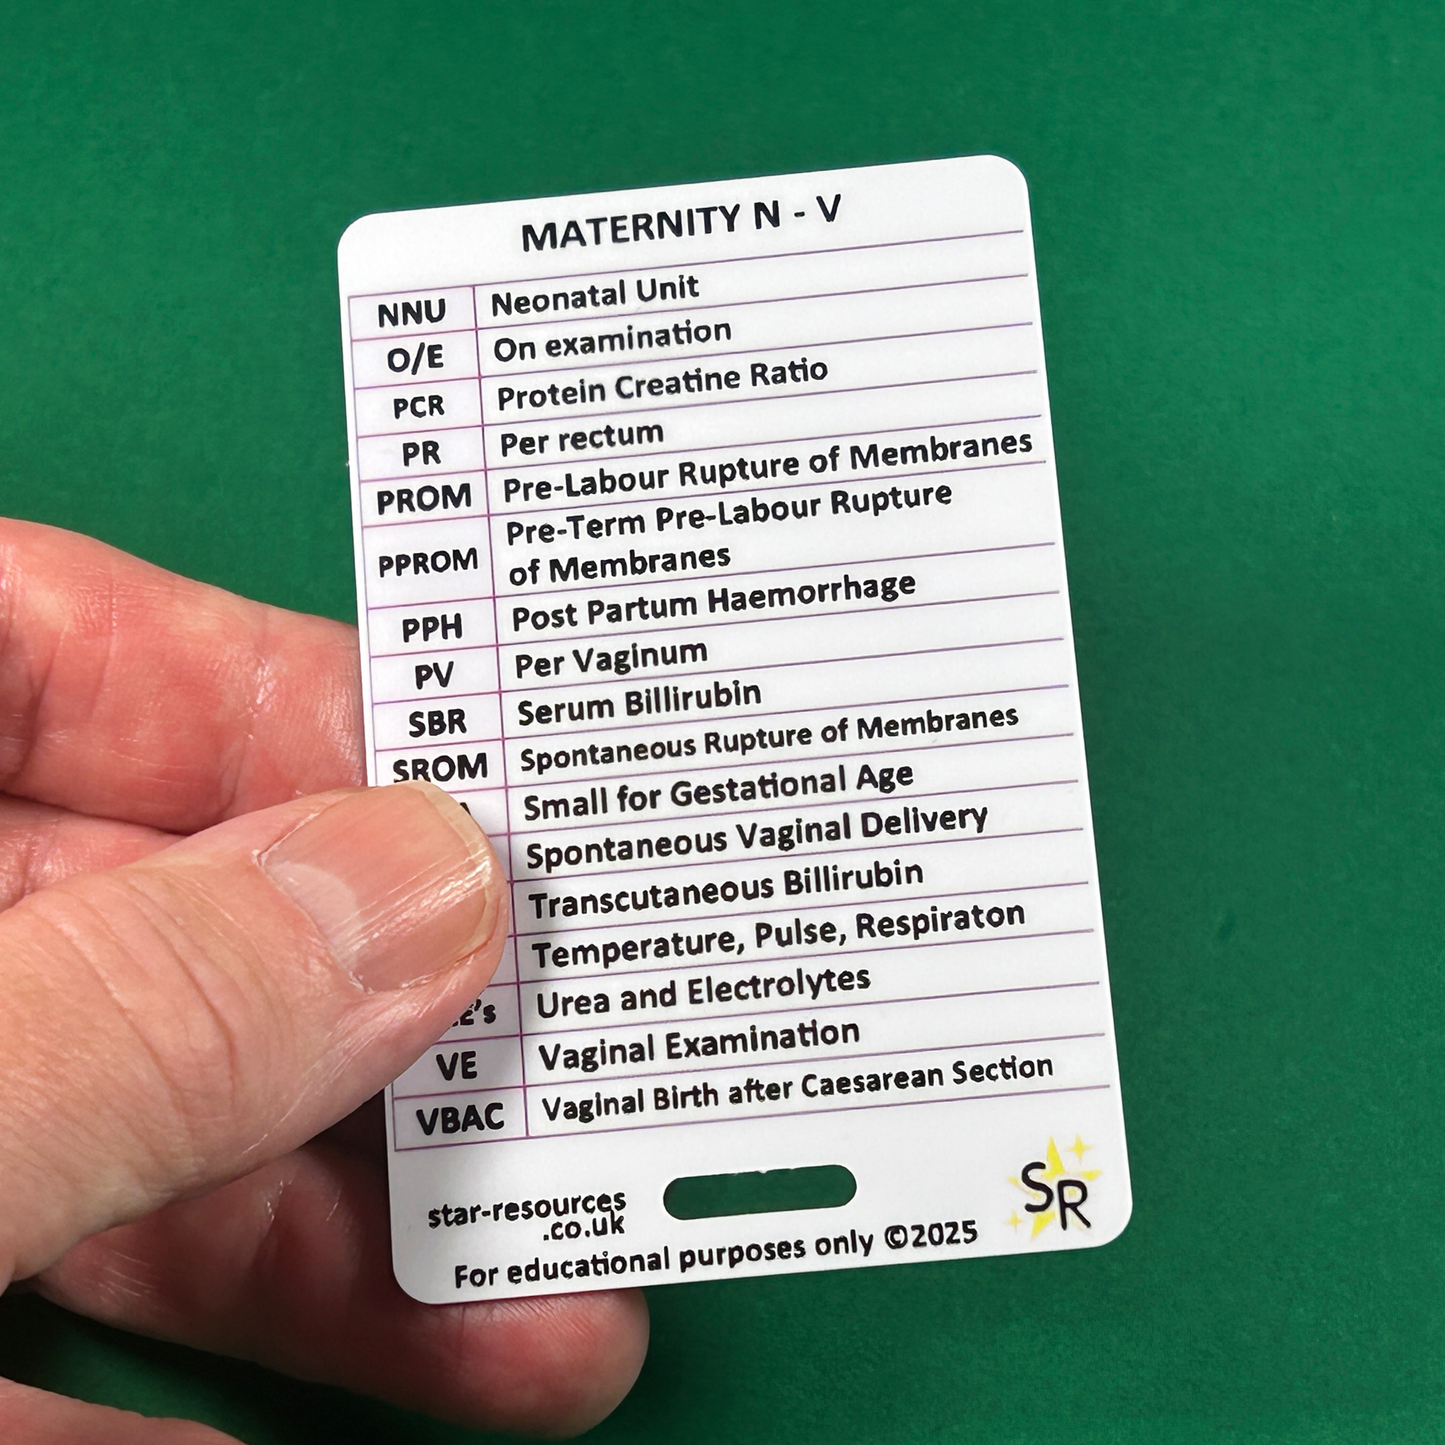 MATERNITY N - V
NNU Neonatal Unit
O/E On examination
PCR Protein Creatine Ratio
PR Per rectum
PROM Pre-Labour Rupture of Membranes
PPROM Pre-Term Pre-Labour Rupture
of Membranes
PPH Post Partum Haemorrhage
PV Per Vaginum
SBR Serum Billirubin
SROM Spontaneous Rupture of Membranes
Small for Gestational Age
Spontaneous Vaginal Delivery
Transcutaneous Billirubin
Temperature, Pulse, Respiraton
Urea and Electrolytes
VE Vaginal Examination
VBAC Vaginal Birth after Caesarean Section
star-resources
.co.uk
For educational purposes only ©2025
SR